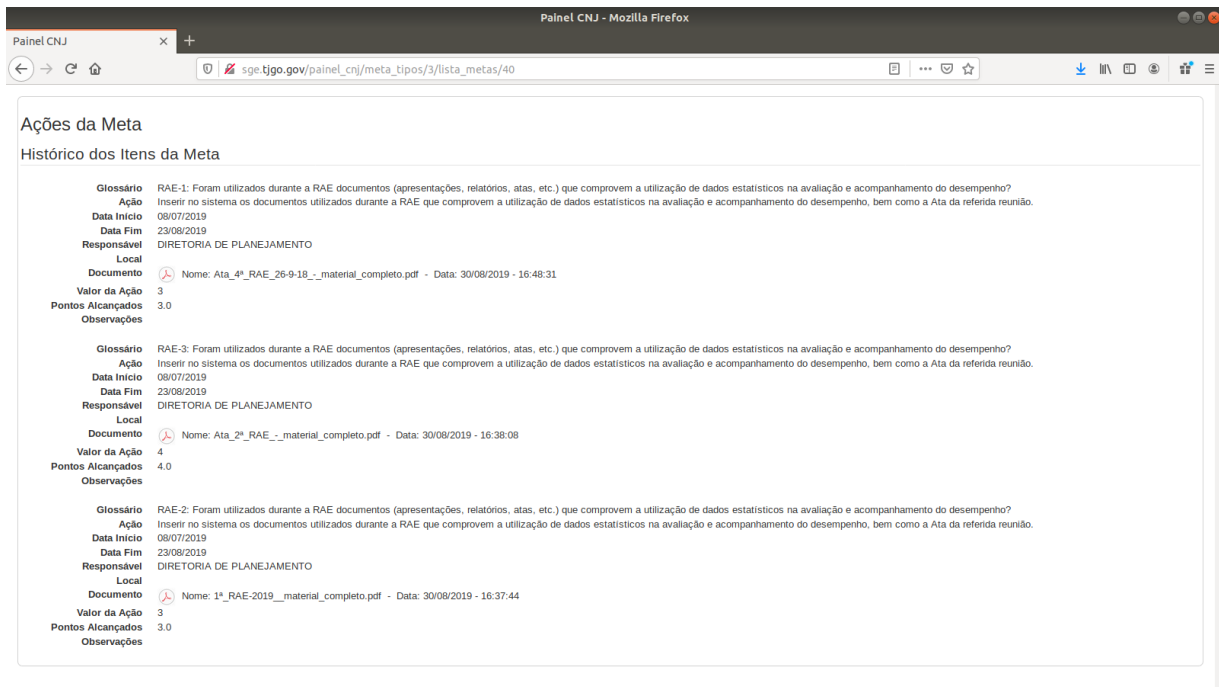 Painel CNJ - Mozilla Firefox
Painel CNJ
sge.tjgo.gov/painel_cnj/meta_tipos/3/lista_metas/40
Ações da Meta
Histórico dos Itens da Meta
Glossário RAE-1: Foram utilizados durante a RAE documentos (apresentações, relatórios, atas, etc.) que comprovem a utilização de dados estatísticos na avaliação e acompanhamento do desempenho?
Ação Inserir no sistema os documentos utilizados durante a RAE que comprovem a utilização de dados estatísticos na avaliação e acompanhamento do desempenho, bem como a Ata da referida reunião.
Data Início 08/07/2019
Data Fim 23/08/2019
Responsável DIRETORIA DE PLANEJAMENTO
Local
Documento Nome: Ata_4ª_RAE_26-9-18_-_material_completo.pdf - Data: 30/08/2019 - 16:48:31
Valor da Ação 3
Pontos Alcançados 3.0
Observações
Glossário RAE-3: Foram utilizados durante a RAE documentos (apresentações, relatórios, atas, etc.) que comprovem a utilização de dados estatísticos na avaliação e acompanhamento do desempenho?
Ação Inserir no sistema os documentos utilizados durante a RAE que comprovem a utilização de dados estatísticos na avaliação e acompanhamento do desempenho, bem como a Ata da referida reunião.
Data Início 08/07/2019
Data Fim 23/08/2019
Responsável DIRETORIA DE PLANEJAMENTO
Local
Documento Nome: Ata_2ª_RAE_-_material_completo.pdf - Data: 30/08/2019 - 16:38:08
Valor da Ação 4
Pontos Alcançados 4.0
Observações
Glossário RAE-2: Foram utilizados durante a RAE documentos (apresentações, relatórios, atas, etc.) que comprovem a utilização de dados estatísticos na avaliação e acompanhamento do desempenho?
Ação Inserir no sistema os documentos utilizados durante a RAE que comprovem a utilização de dados estatísticos na avaliação e acompanhamento do desempenho, bem como a Ata da referida reunião.
Data Início 08/07/2019
Data Fim 23/08/2019
Responsável DIRETORIA DE PLANEJAMENTO
Local
Documento Nome: 1ª_RAE-2019__material_completo.pdf - Data: 30/08/2019 - 16:37:44
Valor da Ação 3
Pontos Alcançados 3.0
Observações